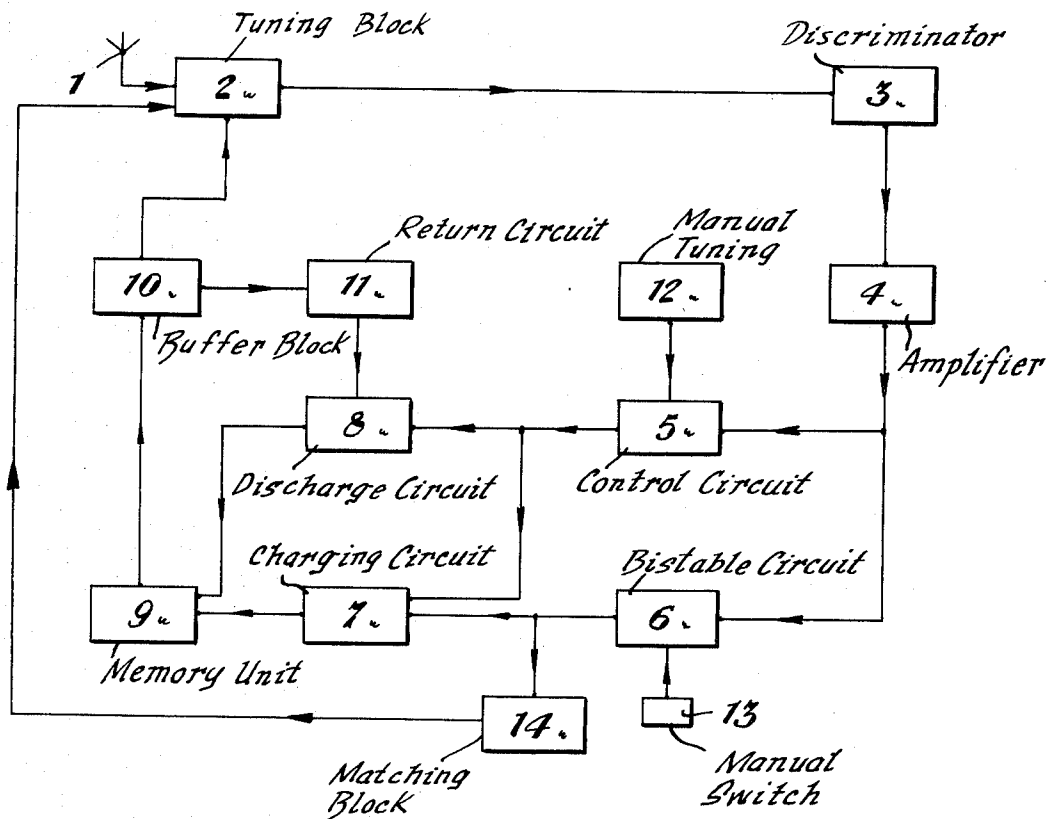 Tuning Block
1
2
Discriminator
3
Return Circuit
Manual
Tuning
10
11
12
4
Buffer Block
Amplifier
8
5
Discharge Circuit
Control Circuit
Charging Circuit
Bistable Circuit
9
7
6
Memory Unit
14
13
Matching
Block
Manual
Switch